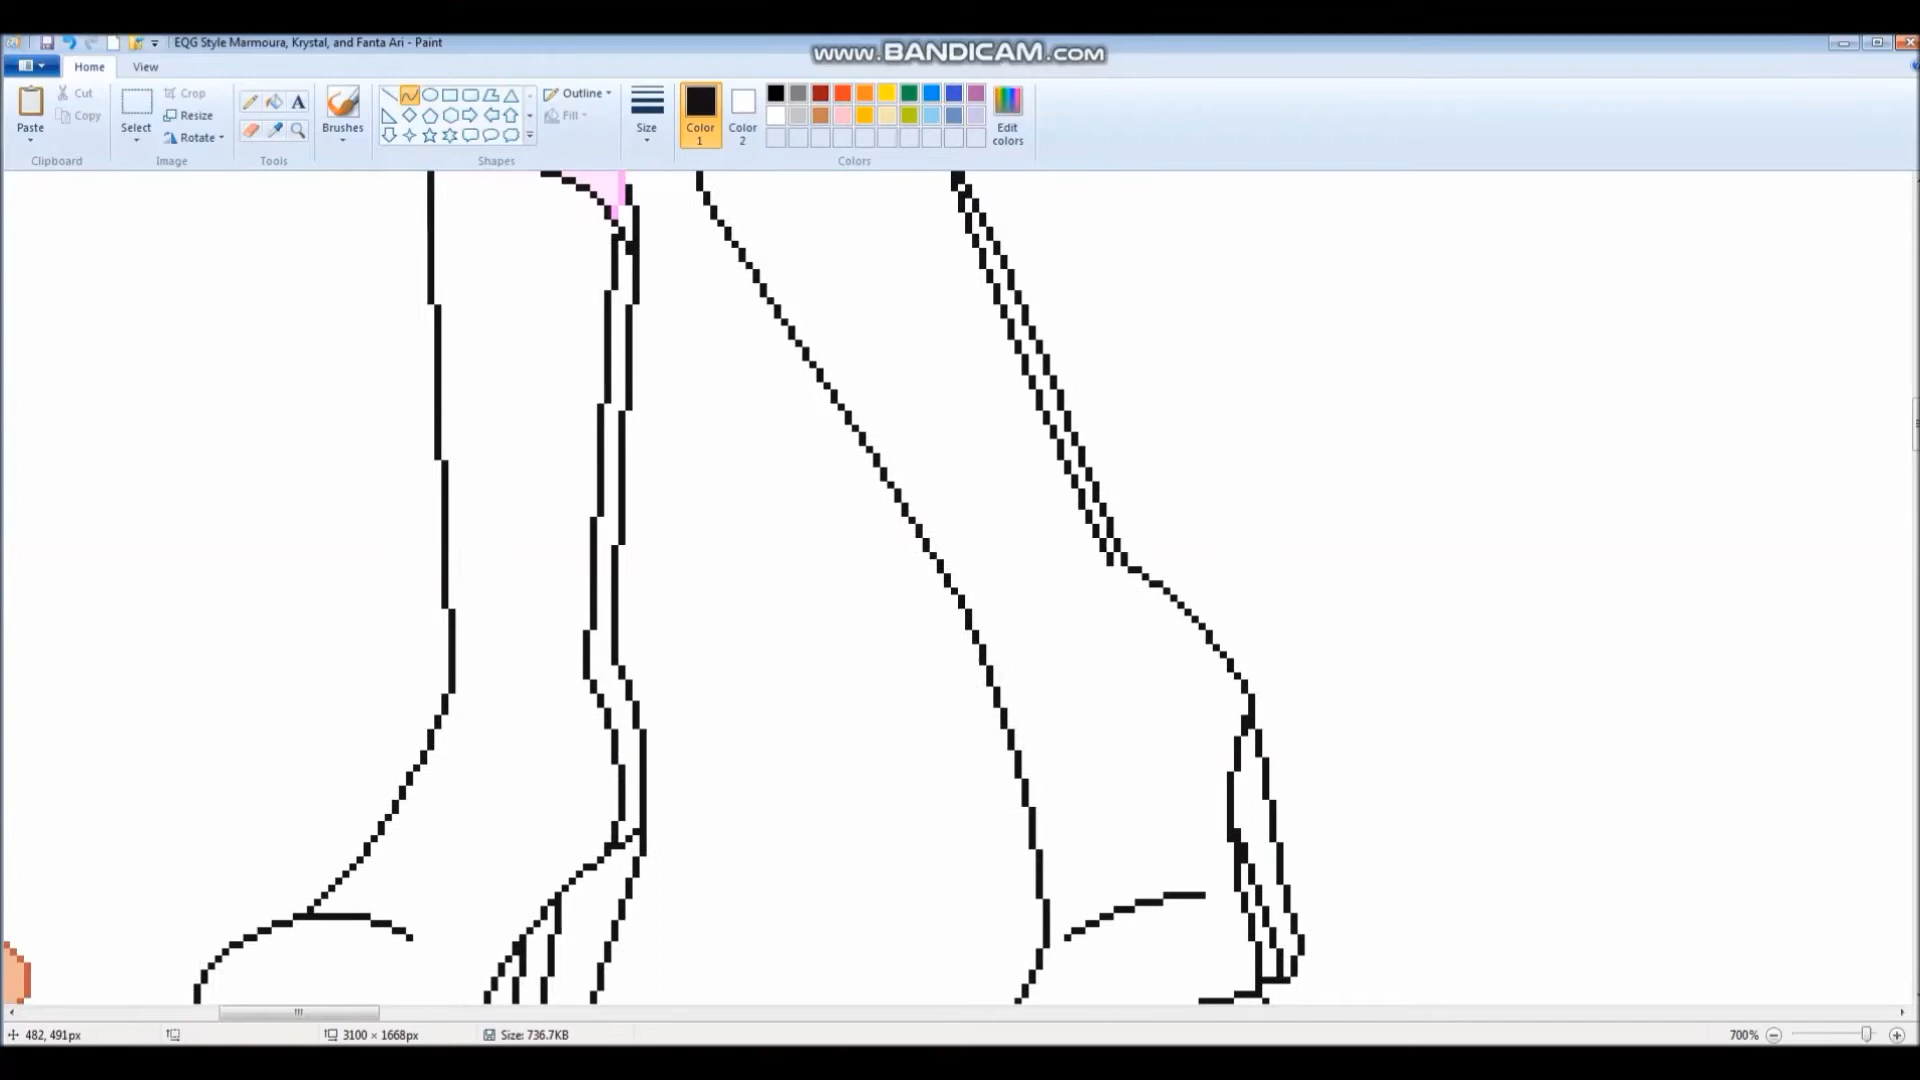 EQG Style Marmoura, Krystal, and Fanta Ari - Paint
www.BANDICAM.com
Home View
Paste
Cut
Copy
Clipboard
Select
Crop
Resize
Rotate
Image
A
Tools
Brushes
Outline
Fill
Shapes
Size
Color 1
Color 2
Edit colors
Colors
482, 491px
3100 × 1668px
Size: 736.7KB
700%